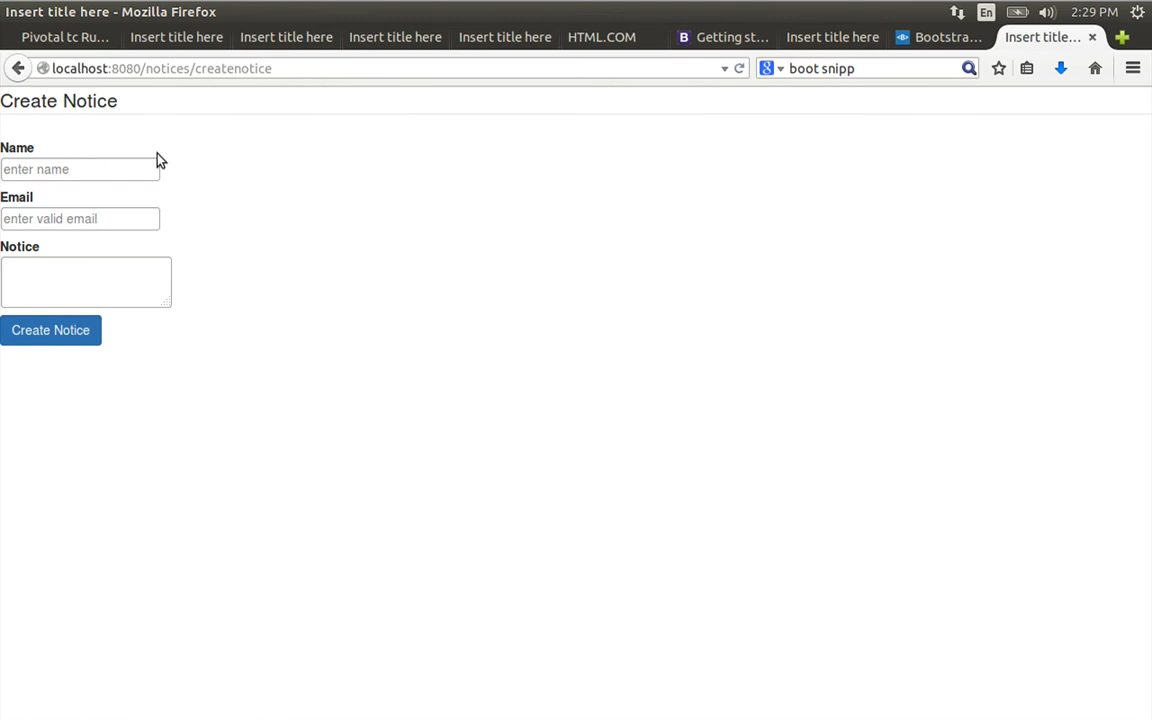 Insert title here - Mozilla Firefox
En
2:29 PM
Pivotal tc Ru...
Insert title here
Insert title here
Insert title here
Insert title here
HTML.COM
B Getting st...
Insert title here
Bootstra...
Insert title...
localhost:8080/notices/createnotice
8 boot snipp
Create Notice
Name
enter name
Email
enter valid email
Notice
Create Notice